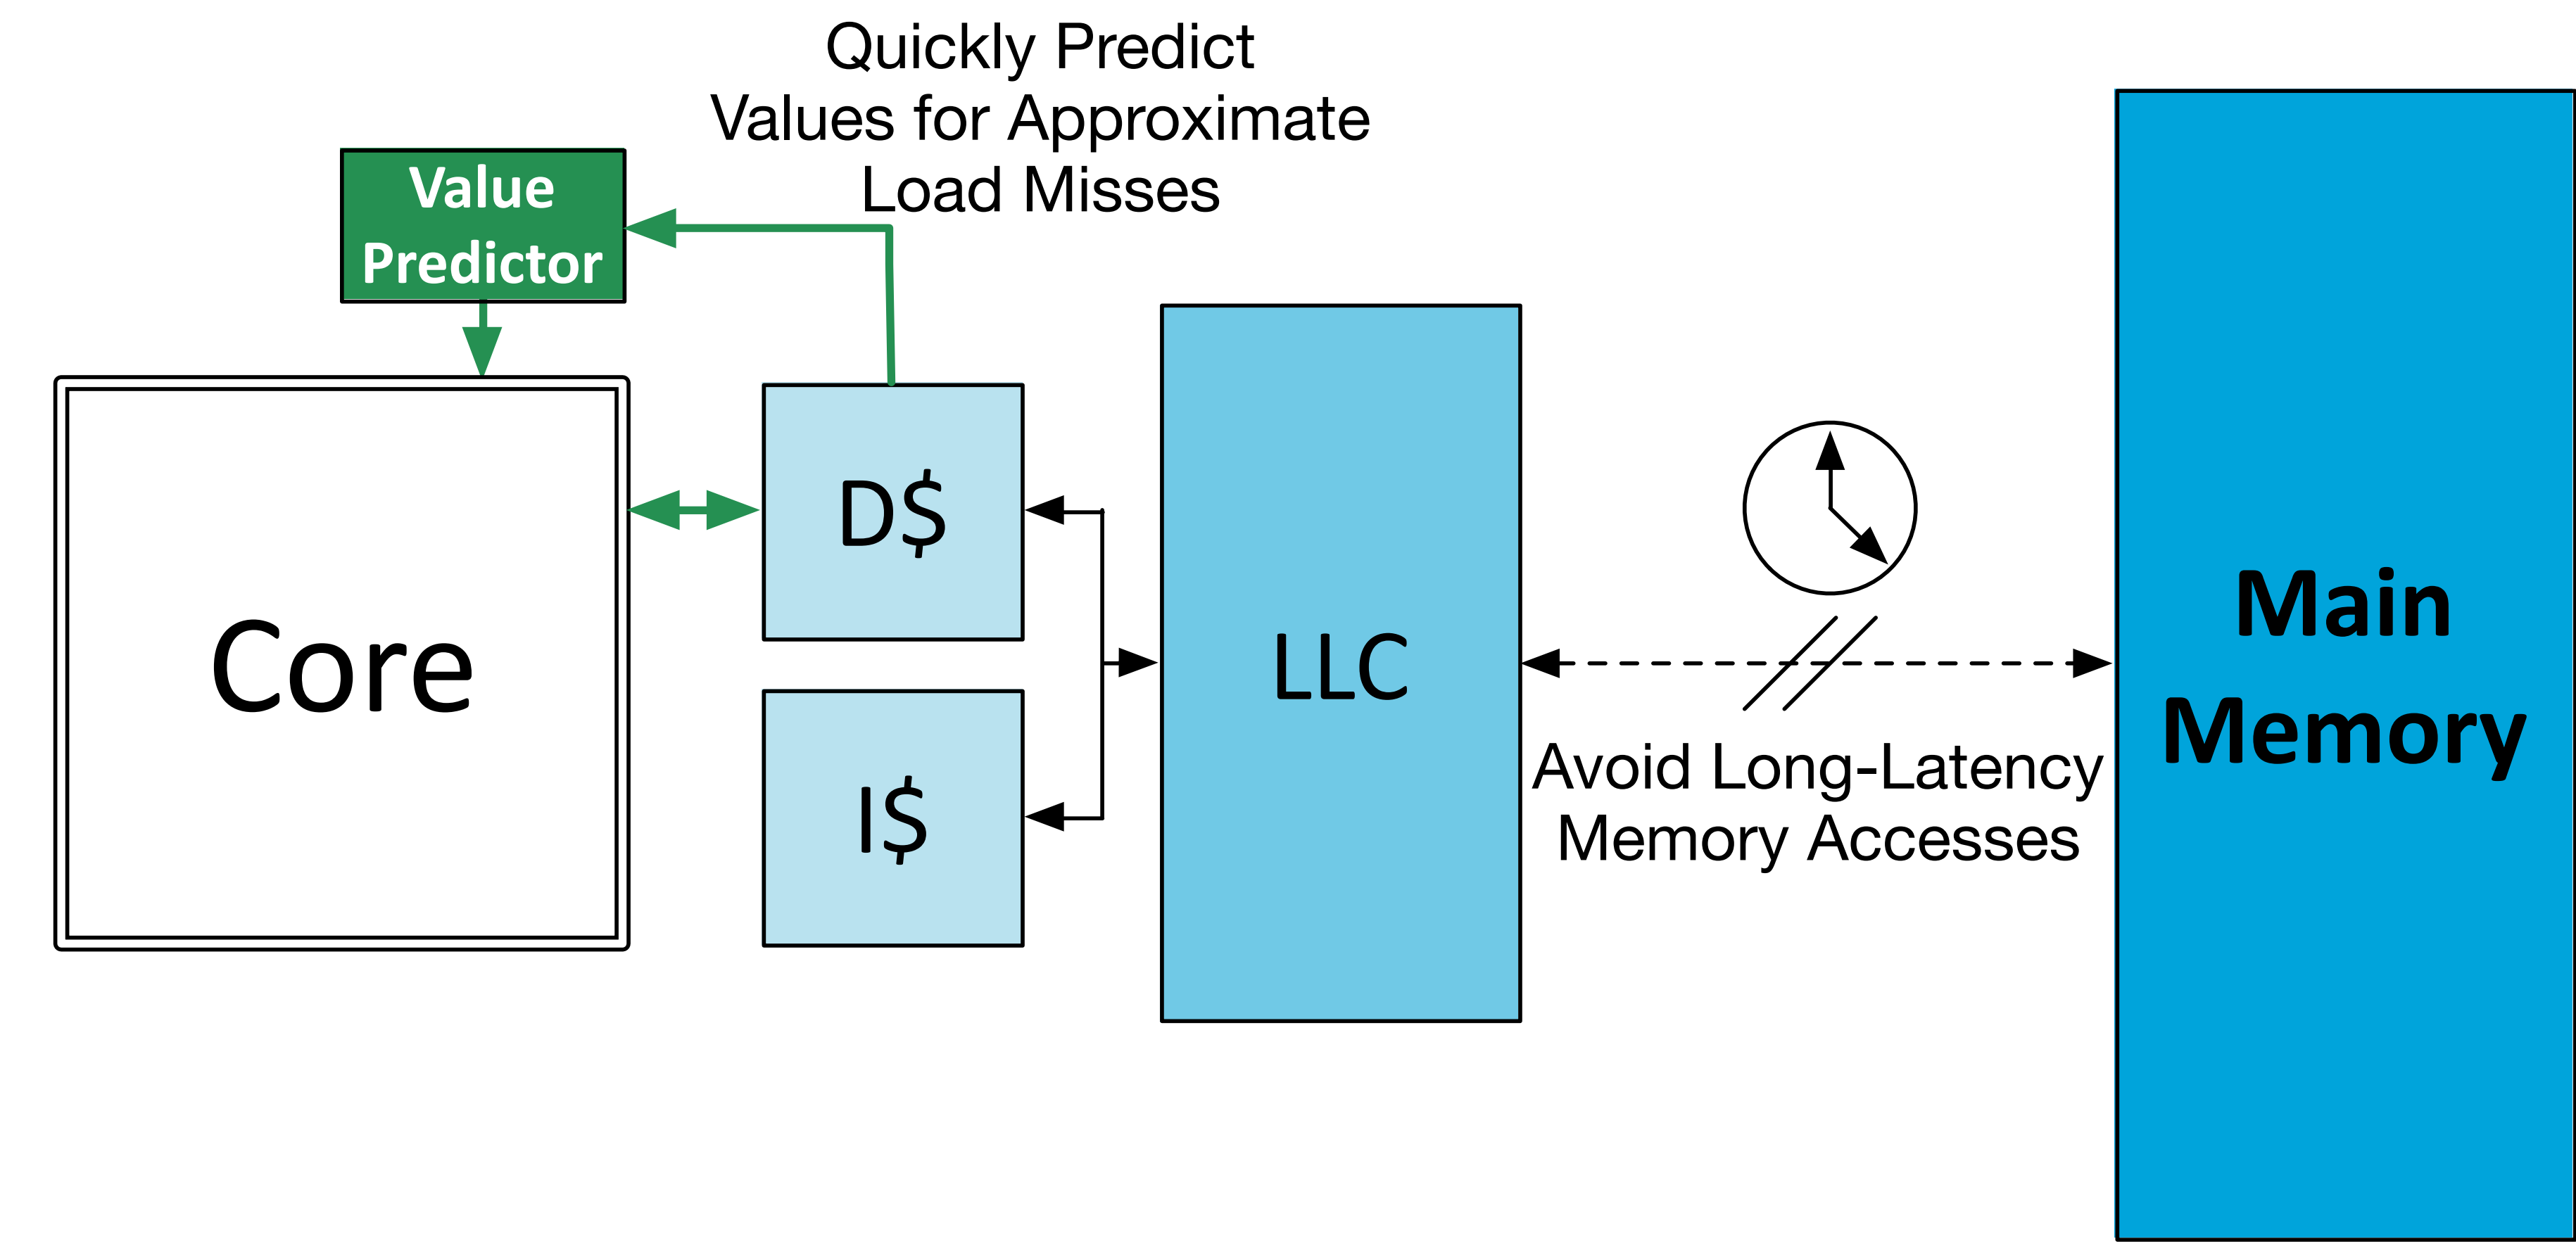 Quickly Predict
Values for Approximate
Load Misses
Value
Predictor
Core
D$
I$
LLC
Avoid Long-Latency
Memory Accesses
Main
Memory